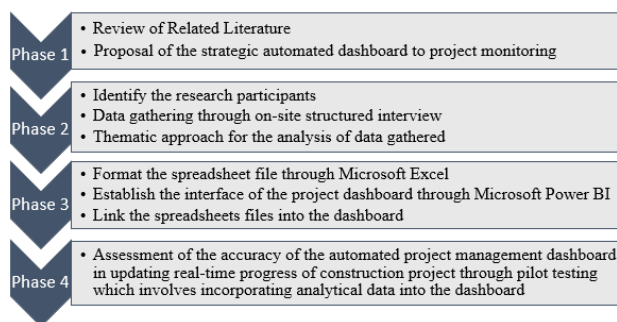 Phase 1
• Review of Related Literature
• Proposal of the strategic automated dashboard to project monitoring
Phase 2
• Identify the research participants
• Data gathering through on-site structured interview
• Thematic approach for the analysis of data gathered
Phase 3
• Format the spreadsheet file through Microsoft Excel
• Establish the interface of the project dashboard through Microsoft Power BI
• Link the spreadsheets files into the dashboard
Phase 4
• Assessment of the accuracy of the automated project management dashboard
in updating real-time progress of construction project through pilot testing
which involves incorporating analytical data into the dashboard